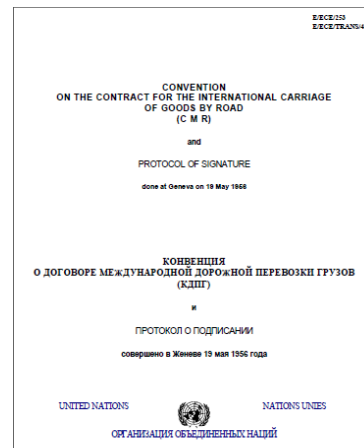 E/ECE/253
E/ECE/TRANS/4
CONVENTION
ON THE CONTRACT FOR THE INTERNATIONAL CARRIAGE
OF GOODS BY ROAD
(C M R)
and
PROTOCOL OF SIGNATURE
done at Geneva on 19 May 1956
КОНВЕНЦИЯ
О ДОГОВОРЕ МЕЖДУНАРОДНОЙ ДОРОЖНОЙ ПЕРЕВОЗКИ ГРУЗОВ
(КДПГ)
и
ПРОТОКОЛ О ПОДПИСАНИИ
совершено в Женеве 19 мая 1956 года
UNITED NATIONS NATIONS UNIES
ОРГАНИЗАЦИЯ ОБЪЕДИНЕННЫХ НАЦИЙ